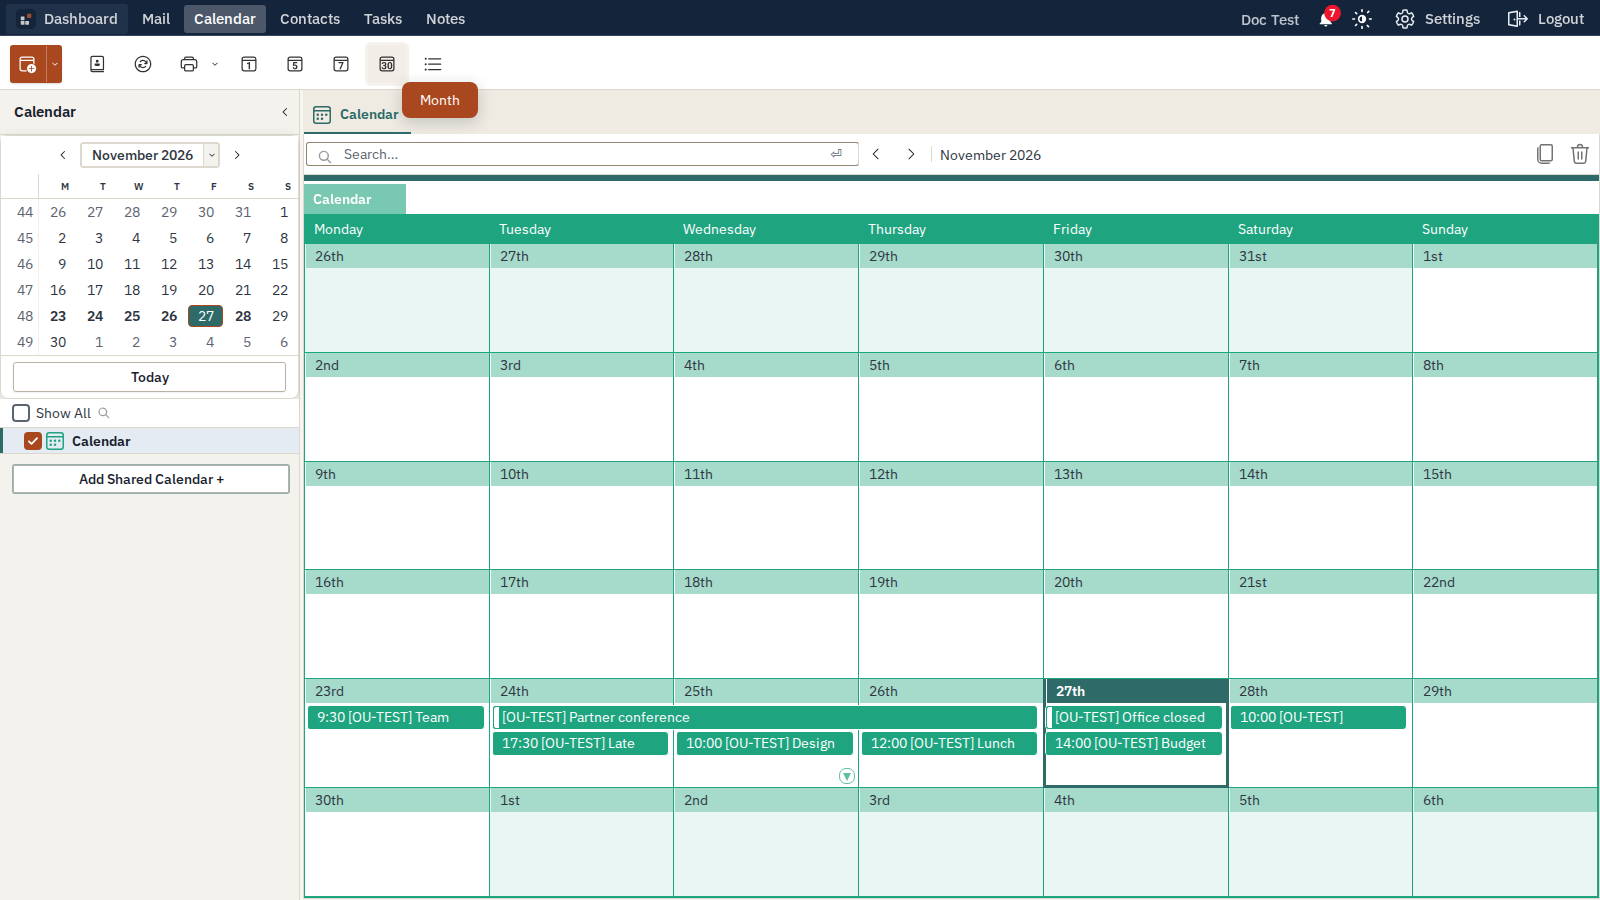 Dashboard Mail Calendar Contacts Tasks Notes Doc Test 7 Settings Logout
1 5 7 30
Month
Calendar
Calendar
November 2026
Search...
November 2026
M T W T F S S
44 26 27 28 29 30 31 1
45 2 3 4 5 6 7 8
46 9 10 11 12 13 14 15
47 16 17 18 19 20 21 22
48 23 24 25 26 27 28 29
49 30 1 2 3 4 5 6
Today
Show All
Calendar
Add Shared Calendar +
Calendar
Monday Tuesday Wednesday Thursday Friday Saturday Sunday
26th 27th 28th 29th 30th 31st 1st
2nd 3rd 4th 5th 6th 7th 8th
9th 10th 11th 12th 13th 14th 15th
16th 17th 18th 19th 20th 21st 22nd
23rd 24th 25th 26th 27th 28th 29th
9:30 [OU-TEST] Team [OU-TEST] Partner conference [OU-TEST] Office closed 10:00 [OU-TEST]
17:30 [OU-TEST] Late 10:00 [OU-TEST] Design 12:00 [OU-TEST] Lunch 14:00 [OU-TEST] Budget
30th 1st 2nd 3rd 4th 5th 6th